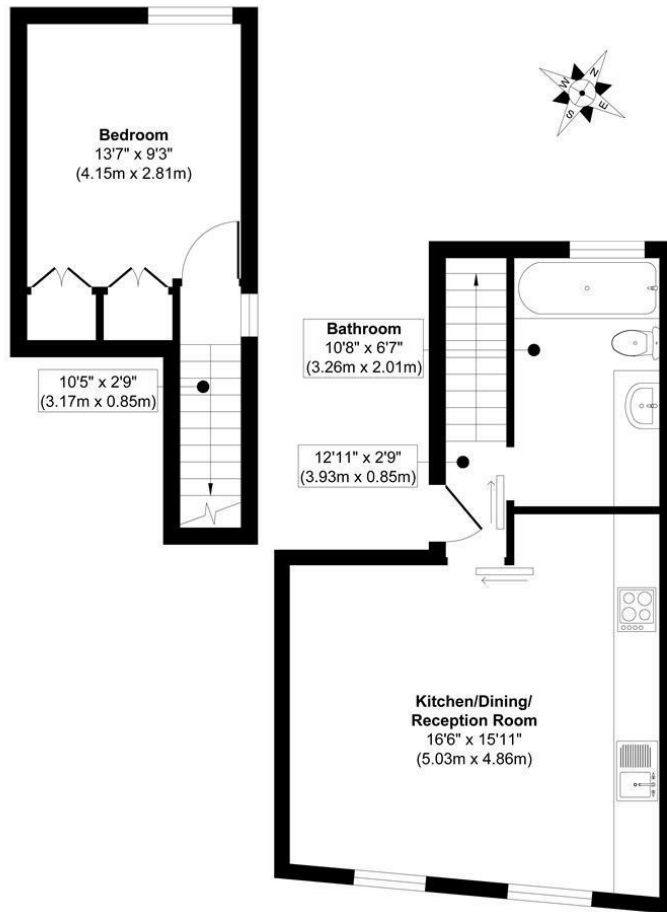 Bedroom
13'7" x 9'3"
(4.15m x 2.81m)
N
W
E
S
Bathroom
10'8" x 6'7"
(3.26m x 2.01m)
10'5" x 2'9"
(3.17m x 0.85m)
12'11" x 2'9"
(3.93m x 0.85m)
Kitchen/Dining/
Reception Room
16'6" x 15'11"
(5.03m x 4.86m)